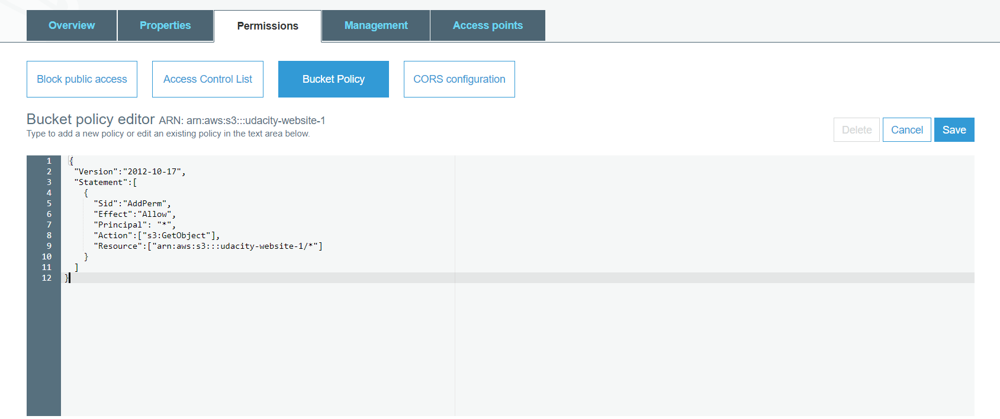 Overview Properties Permissions Management Access points
Block public access Access Control List Bucket Policy CORS configuration
Bucket policy editor ARN: arn:aws:s3:::udacity-website-1
Type to add a new policy or edit an existing policy in the text area below.
Delete Cancel Save
1 {
2 "Version":"2012-10-17",
3 "Statement":[
4 {
5 "Sid":"AddPerm",
6 "Effect":"Allow",
7 "Principal": "*",
8 "Action":["s3:GetObject"],
9 "Resource":["arn:aws:s3:::udacity-website-1/*"]
10 }
11 ]
12 }